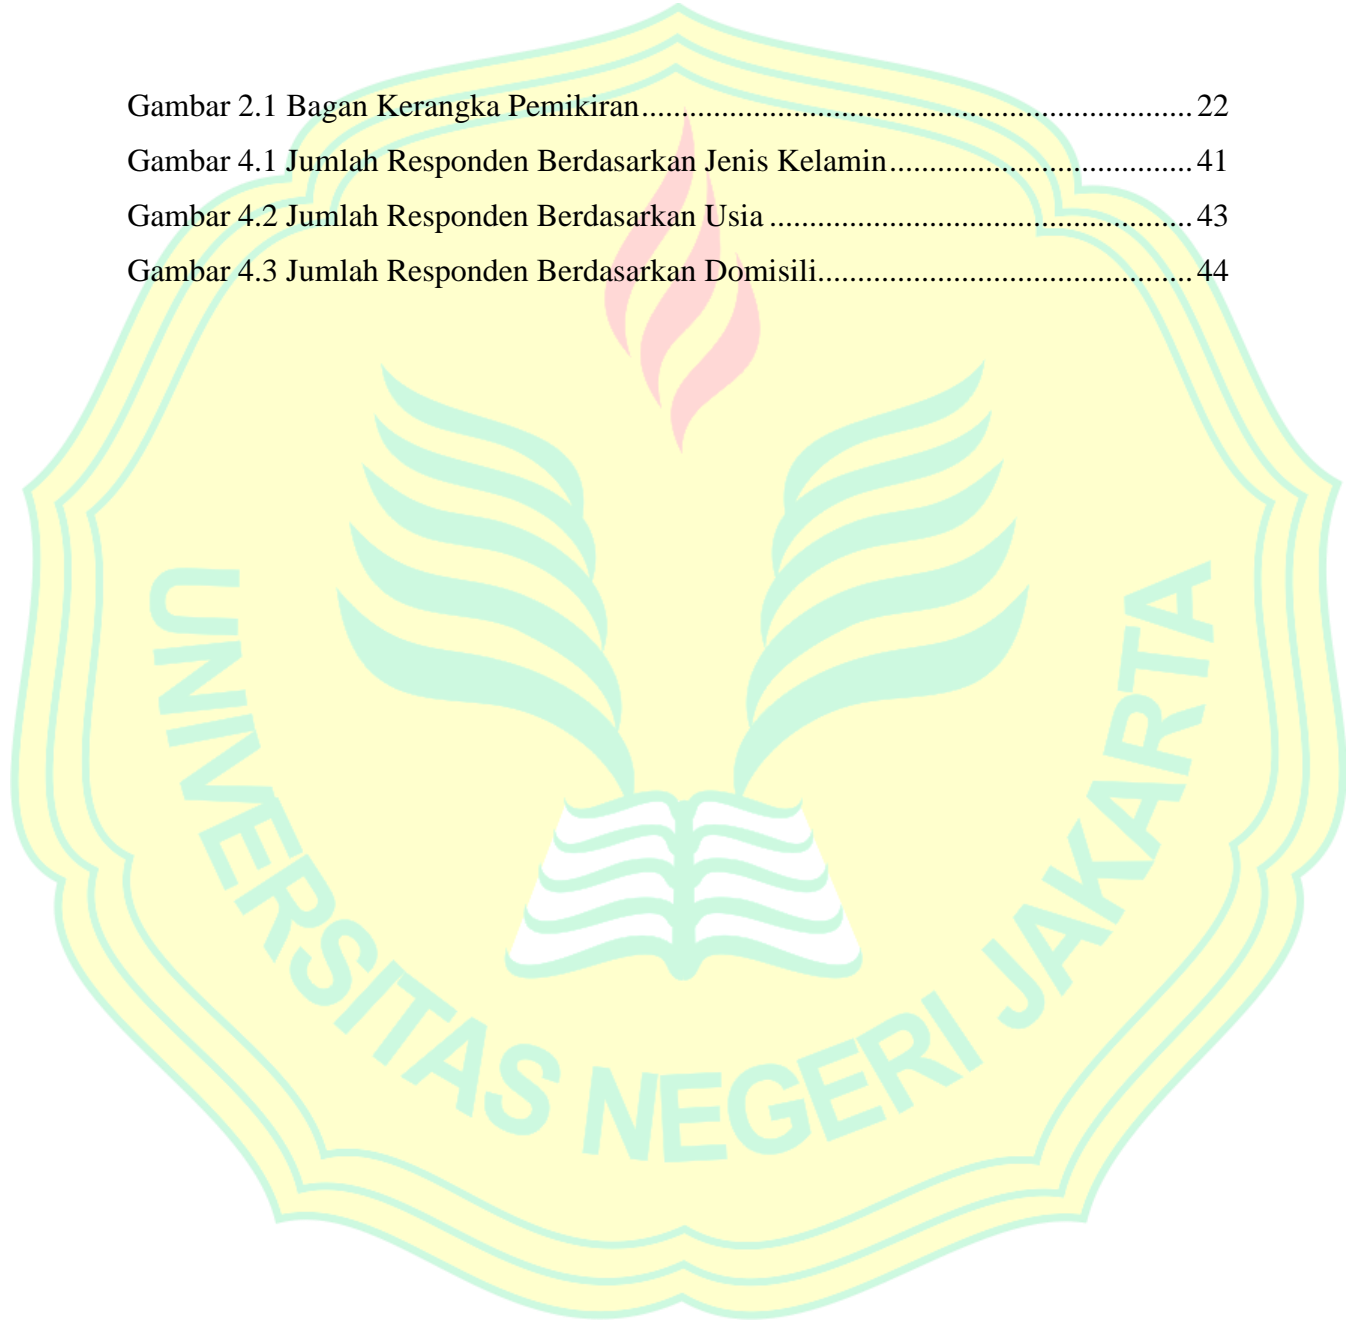 Gambar 2.1 Bagan Kerangka Pemikiran..................................................................... 22
Gambar 4.1 Jumlah Responden Berdasarkan Jenis Kelamin...................................... 41
Gambar 4.2 Jumlah Responden Berdasarkan Usia ..................................................... 43
Gambar 4.3 Jumlah Responden Berdasarkan Domisili............................................... 44
UNIVERSITAS NEGERI JAKARTA